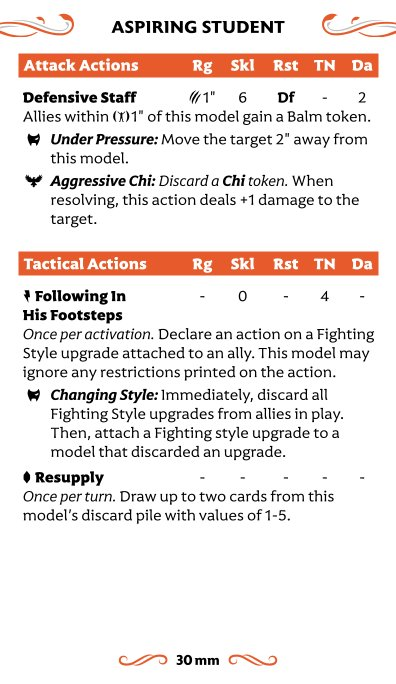 ASPIRING STUDENT
Attack Actions Rg Skl Rst TN Da
Defensive Staff 1" 6 Df - 2
Allies within 1" of this model gain a Balm token.
Under Pressure: Move the target 2" away from
this model.
Aggressive Chi: Discard a Chi token. When
resolving, this action deals +1 damage to the
target.
Tactical Actions Rg Skl Rst TN Da
Following In - 0 - 4 -
His Footsteps
Once per activation. Declare an action on a Fighting
Style upgrade attached to an ally. This model may
ignore any restrictions printed on the action.
Changing Style: Immediately, discard all
Fighting Style upgrades from allies in play.
Then, attach a Fighting style upgrade to a
model that discarded an upgrade.
Resupply - - - - -
Once per turn. Draw up to two cards from this
model's discard pile with values of 1-5.
30 mm